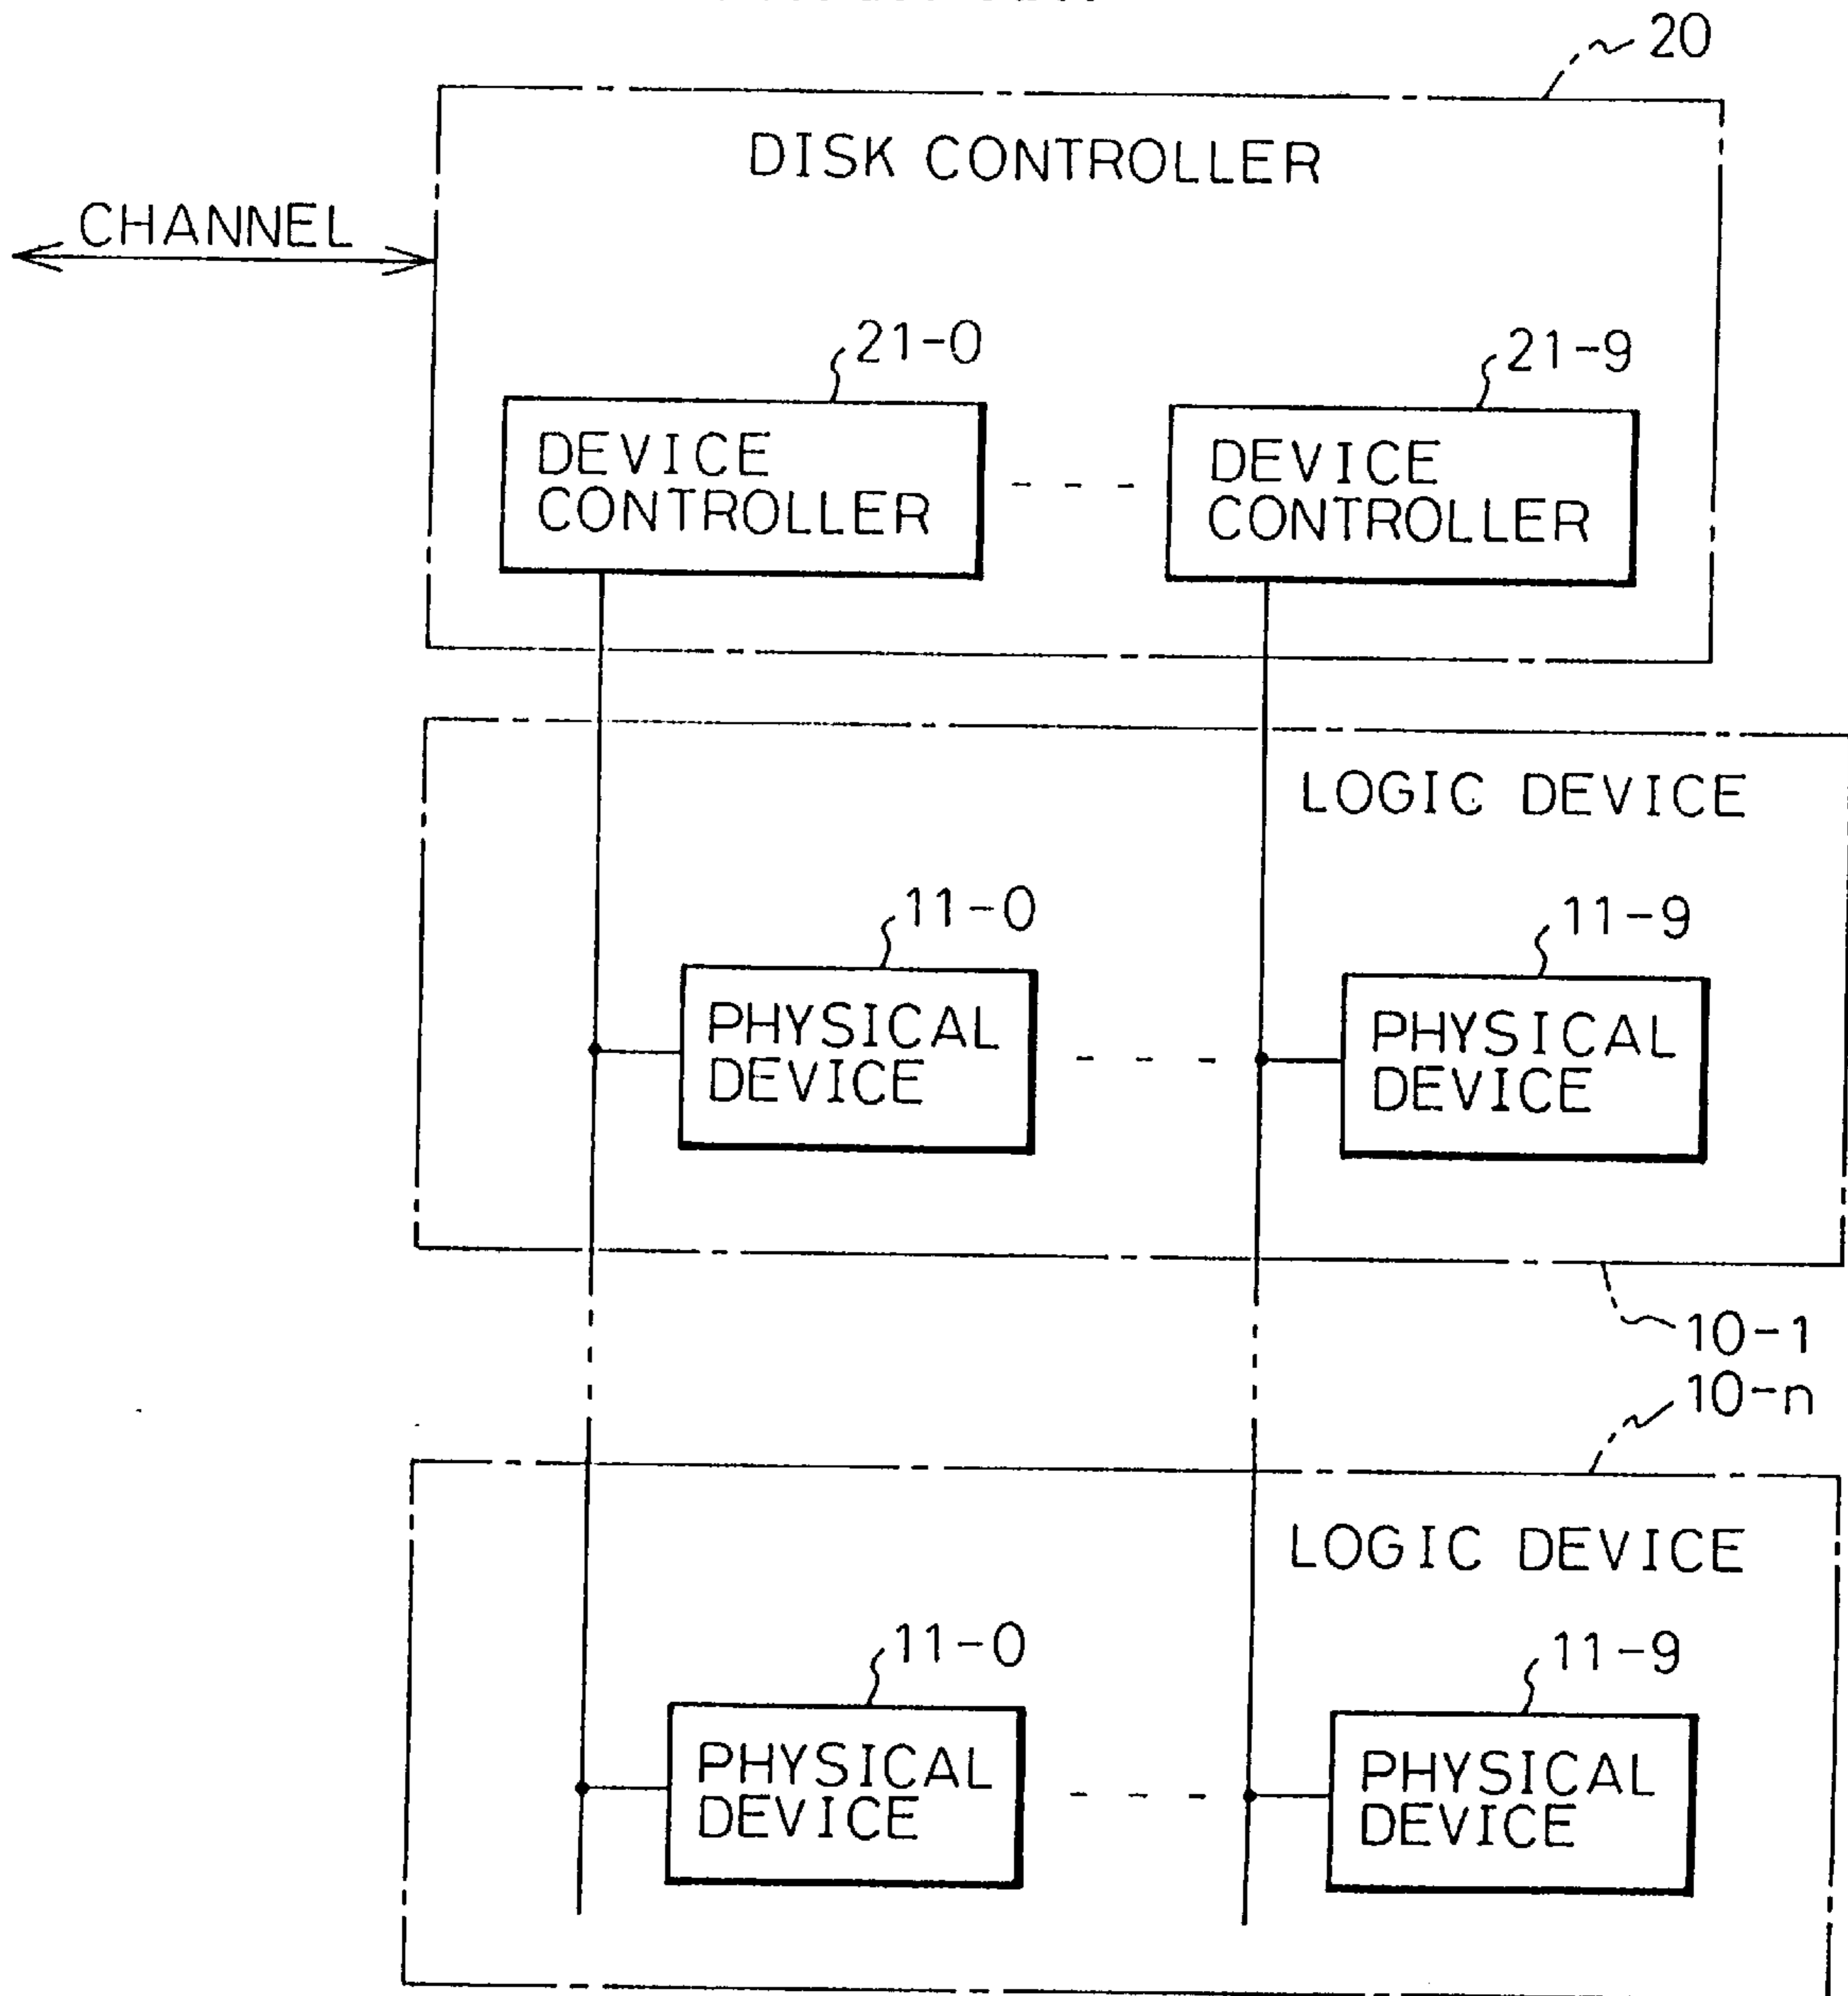 20
DISK CONTROLLER
CHANNEL
21-0
21-9
DEVICE
CONTROLLER
DEVICE
CONTROLLER
LOGIC DEVICE
11-0
11-9
PHYSICAL
DEVICE
PHYSICAL
DEVICE
10-1
10-n
LOGIC DEVICE
11-0
11-9
PHYSICAL
DEVICE
PHYSICAL
DEVICE